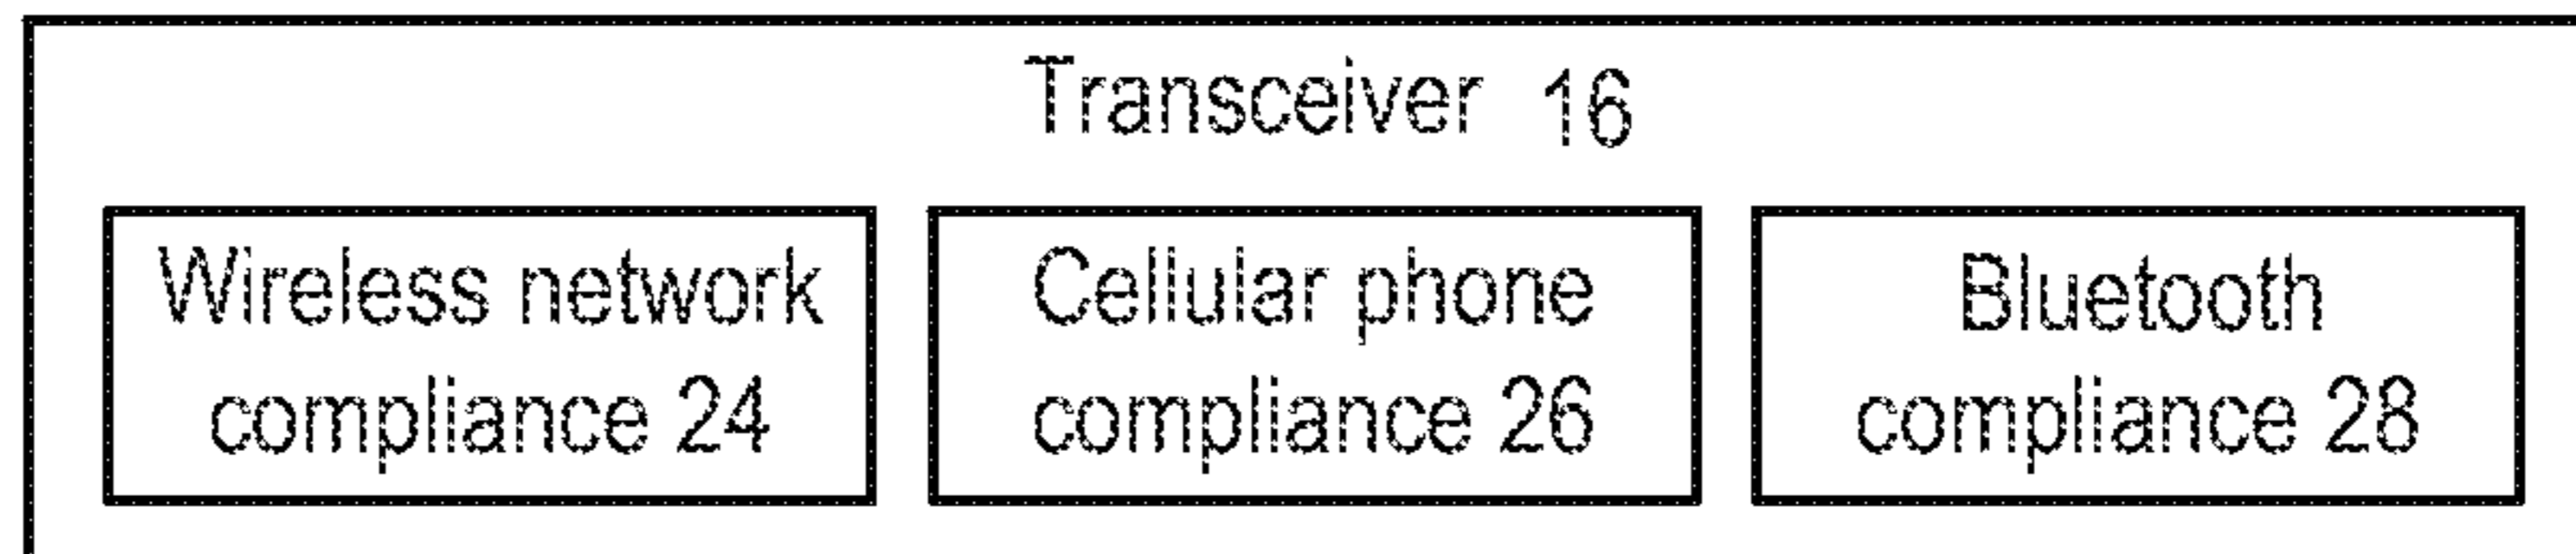 Transceiver 16
Wireless network
compliance 24
Cellular phone
compliance 26
Bluetooth
compliance 28